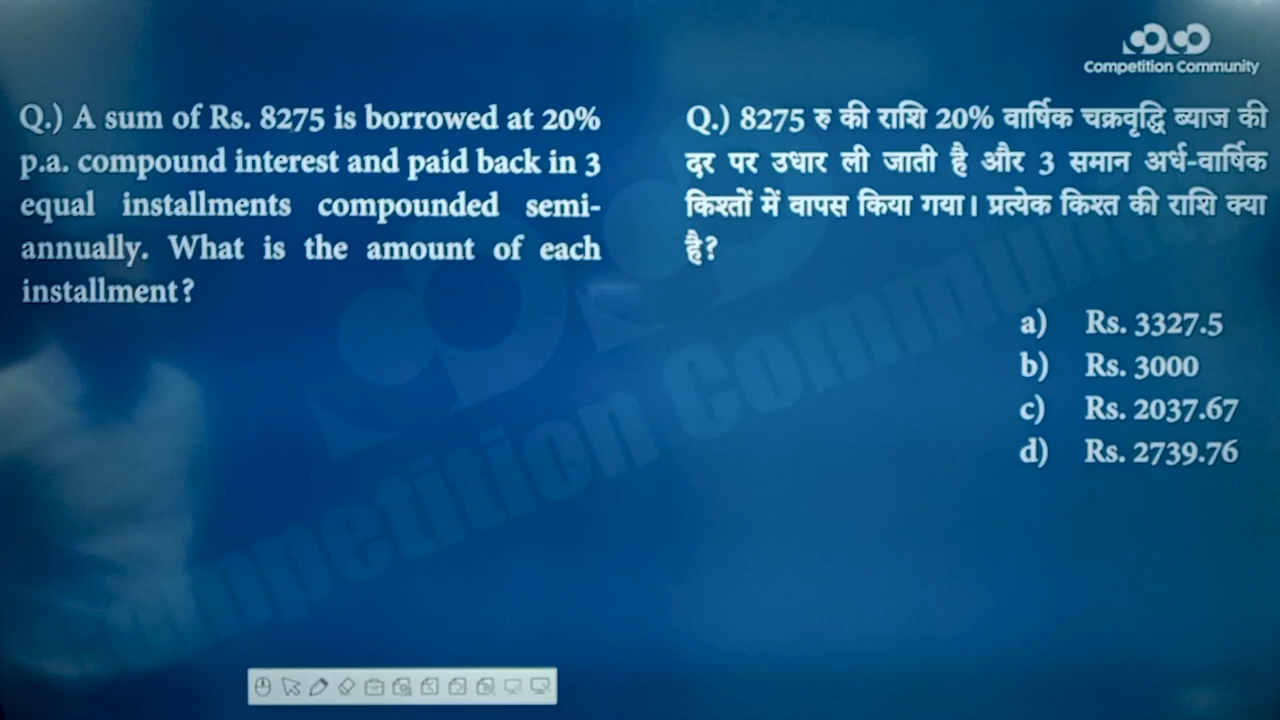 Competition Community
Q.) A sum of Rs. 8275 is borrowed at 20%
p.a. compound interest and paid back in 3
equal installments compounded semi-
annually. What is the amount of each
installment?
Q.) 8275 रु की राशि 20% वार्षिक चक्रवृद्धि ब्याज की
दर पर उधार ली जाती है और 3 समान अर्ध-वार्षिक
किश्तों में वापस किया गया। प्रत्येक किश्त की राशि क्या
है?
a) Rs. 3327.5
b) Rs. 3000
c) Rs. 2037.67
d) Rs. 2739.76
Competition Community